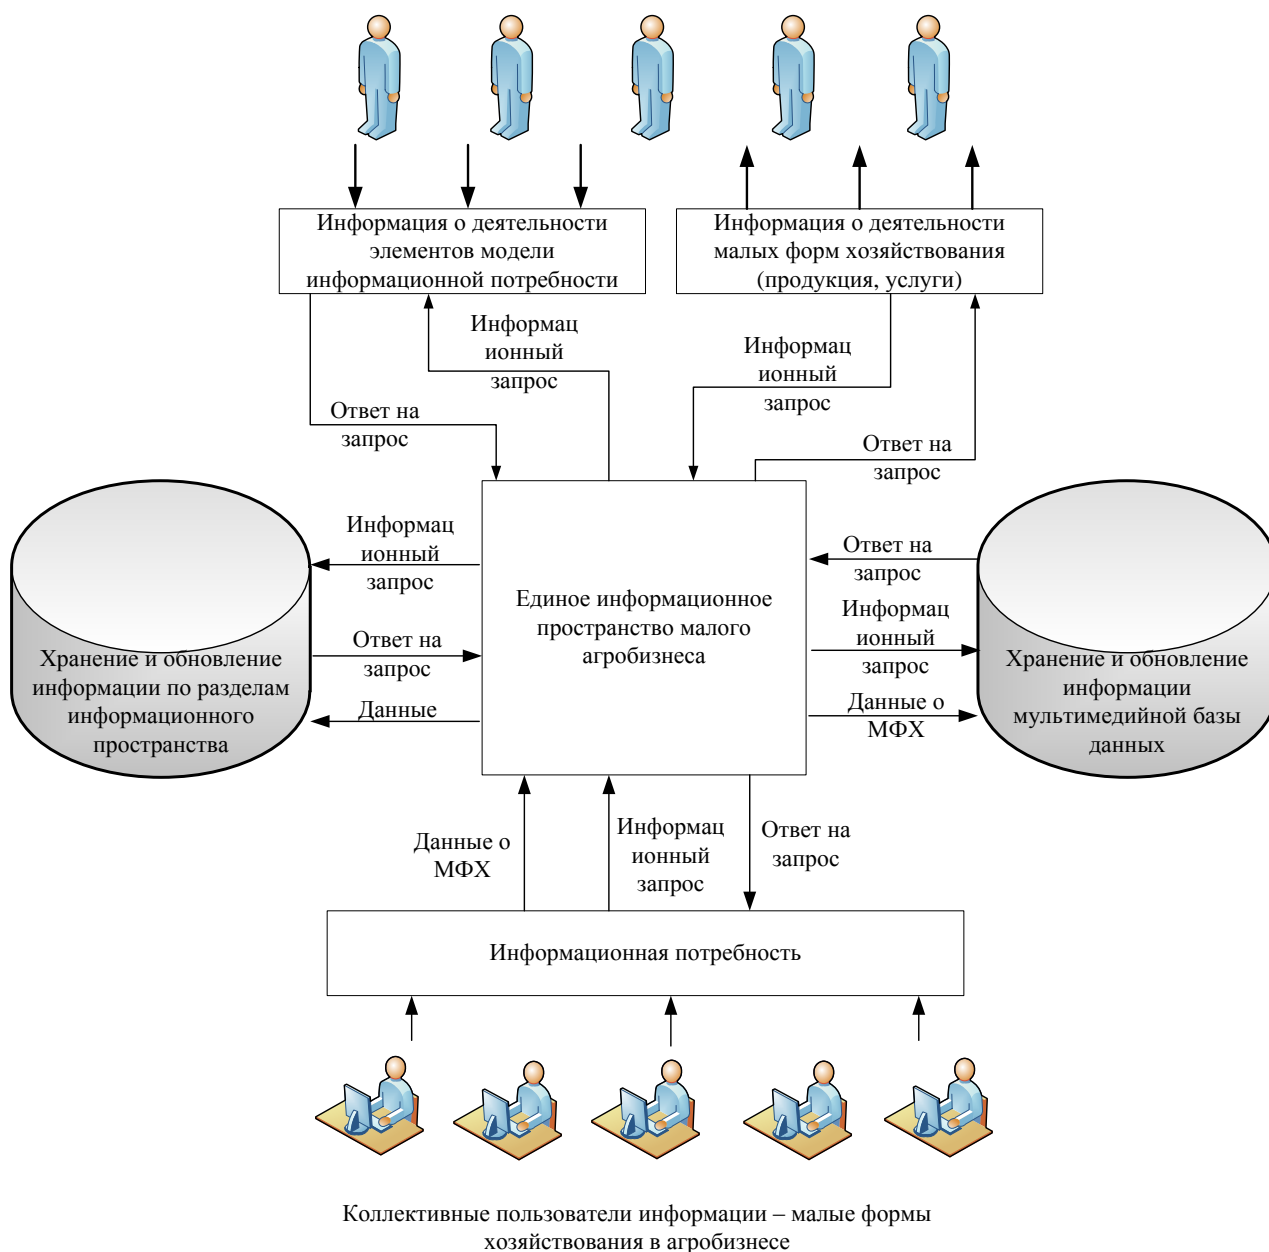 Информация о деятельности
элементов модели
информационной потребности
Информация о деятельности
малых форм хозяйствования
(продукция, услуги)
Информац
ионный
запрос
Информац
ионный
запрос
Ответ на
запрос
Ответ на
запрос
Информац
ионный
запрос
Ответ на
запрос
Данные
Хранение и обновление
информации по разделам
информационного
пространства
Единое информационное
пространство малого
агробизнеса
Ответ на
запрос
Информац
ионный
запрос
Данные о
МФХ
Хранение и обновление
информации
мультимедийной базы
данных
Данные о
МФХ
Информац
ионный
запрос
Ответ на
запрос
Информационная потребность
Коллективные пользователи информации – малые формы
хозяйствования в агробизнесе